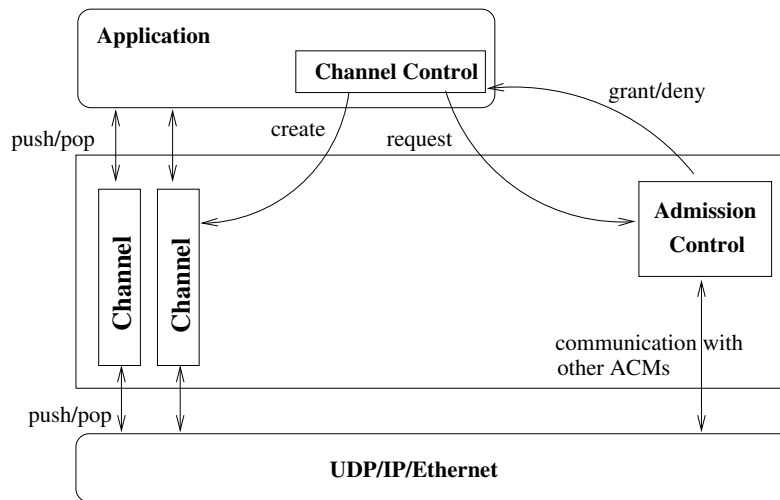 Application
Channel Control
grant/deny
push/pop
create
request
Channel
Channel
Admission
Control
communication with
other ACMs
push/pop
UDP/IP/Ethernet